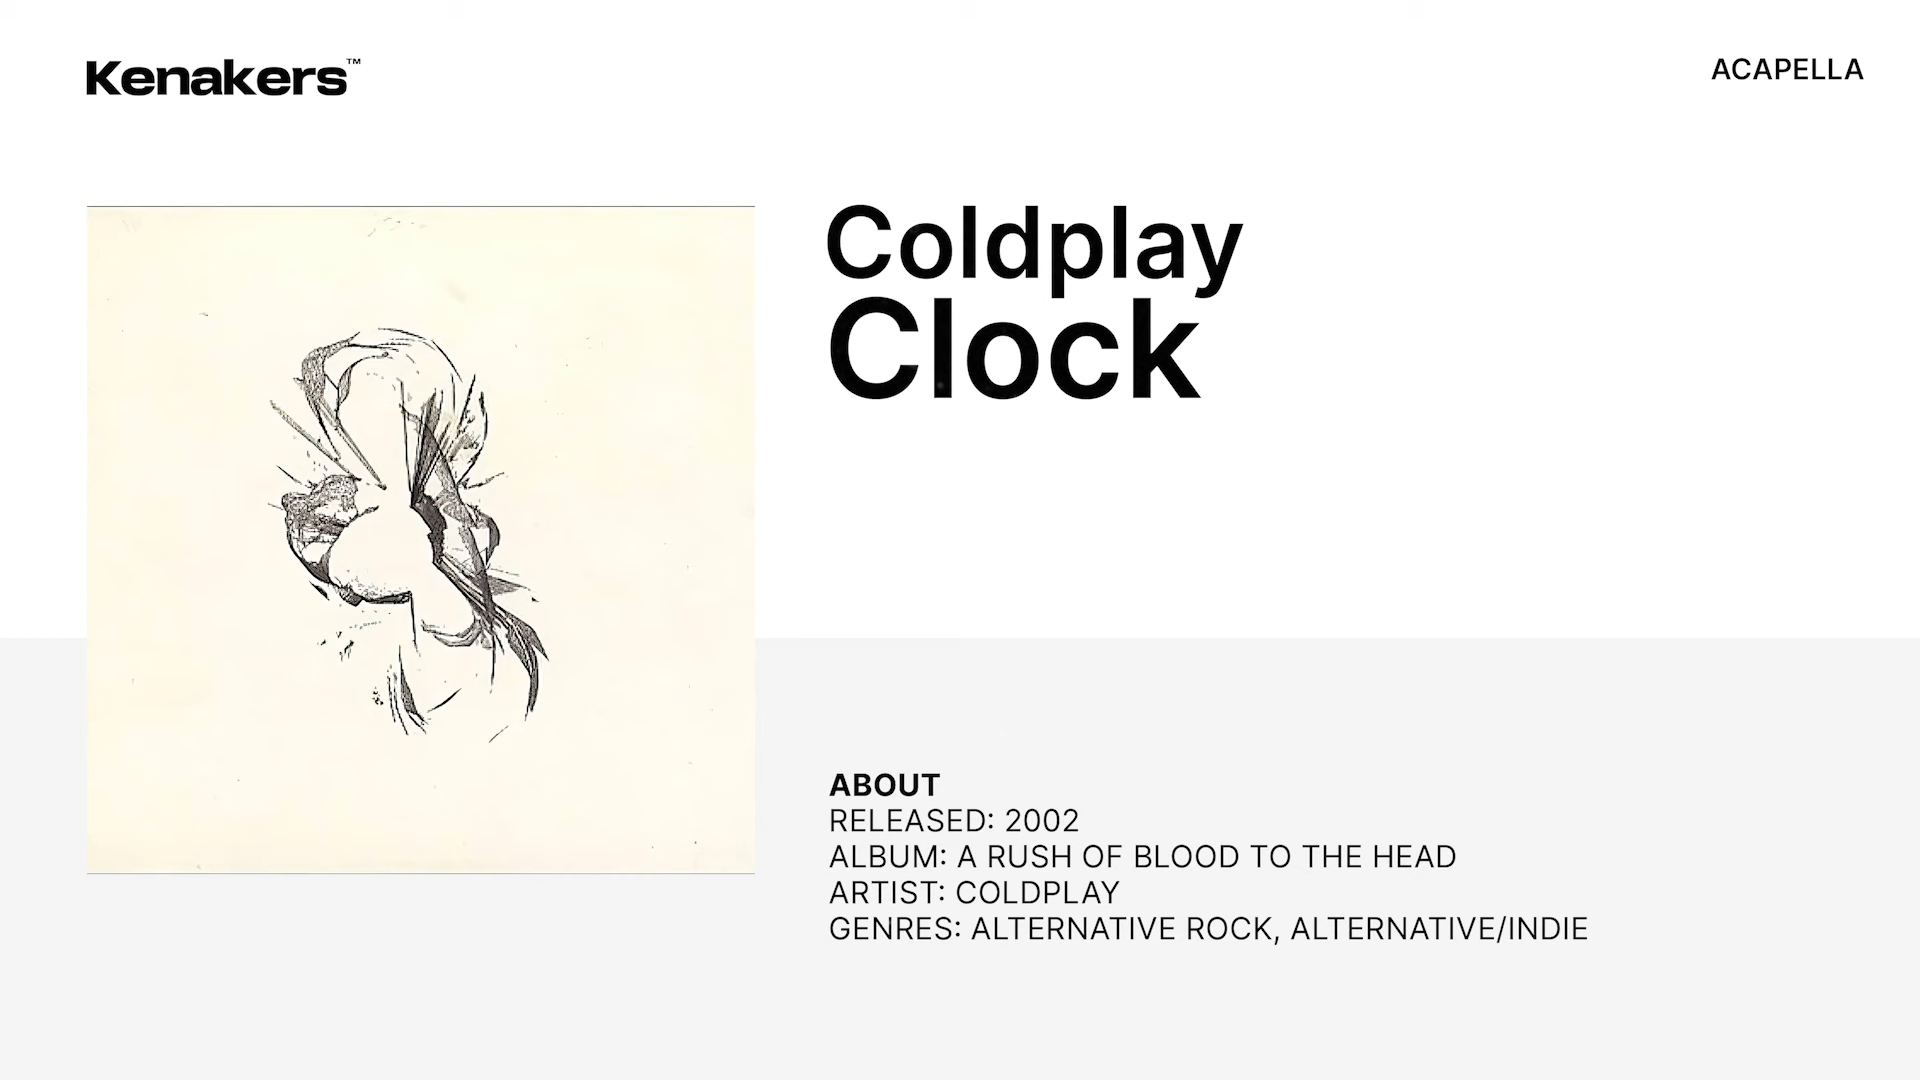 Kenakers™
ACAPELLA
Coldplay
Clock
ABOUT
RELEASED: 2002
ALBUM: A RUSH OF BLOOD TO THE HEAD
ARTIST: COLDPLAY
GENRES: ALTERNATIVE ROCK, ALTERNATIVE/INDIE